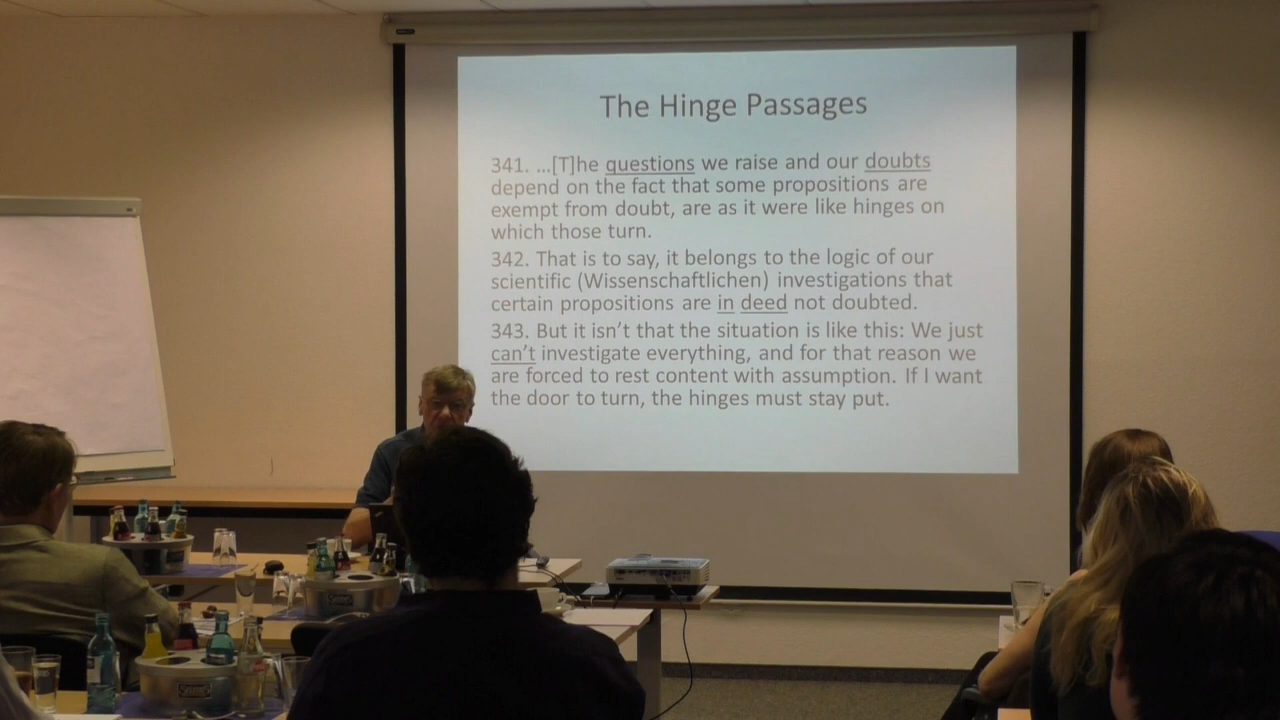 The Hinge Passages
341. ...[T]he questions we raise and our doubts
depend on the fact that some propositions are
exempt from doubt, are as it were like hinges on
which those turn.
342. That is to say, it belongs to the logic of our
scientific (Wissenschaftlichen) investigations that
certain propositions are in deed not doubted.
343. But it isn't that the situation is like this: We just
can't investigate everything, and for that reason we
are forced to rest content with assumption. If I want
the door to turn, the hinges must stay put.